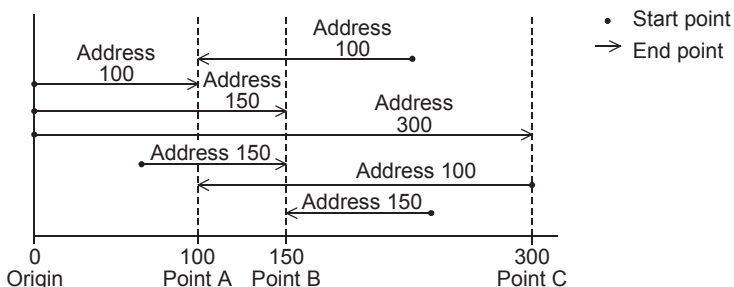 Address
100
Start point
End point
Address
100
Address
150
Address
300
Address 150
Address 100
Address 150
0
Origin
100
Point A
150
Point B
300
Point C